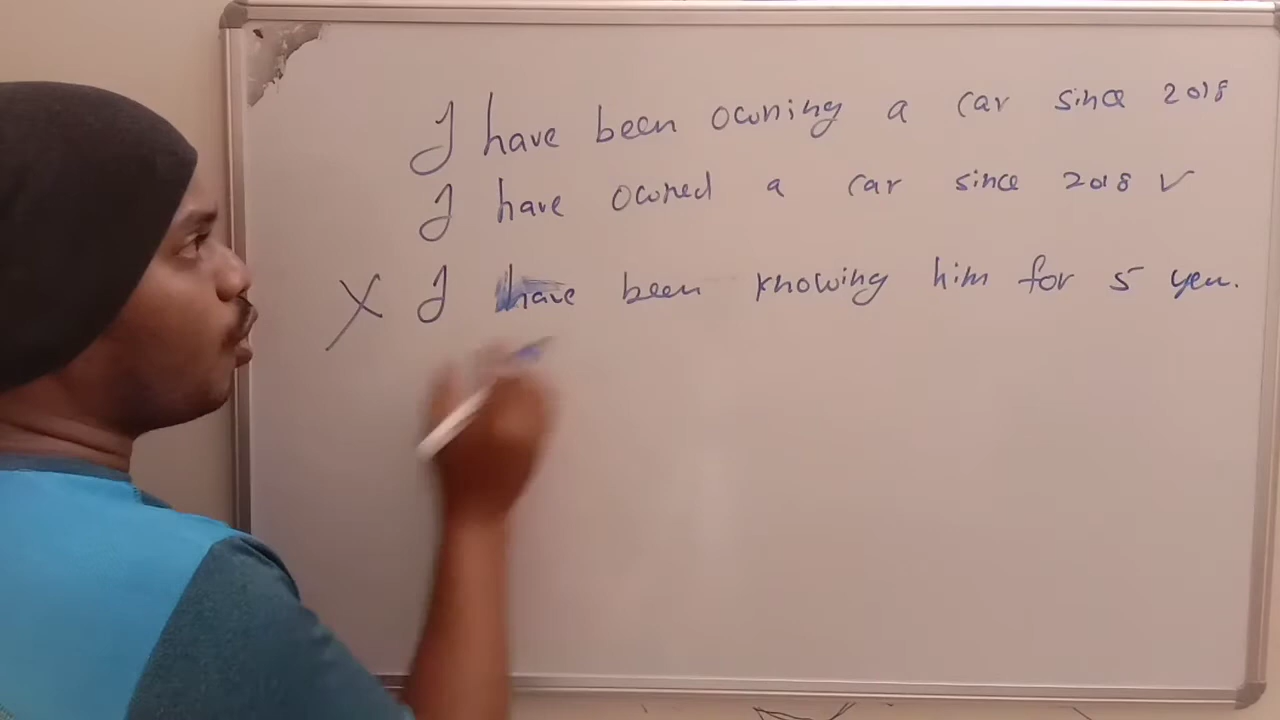 I have been owning a car since 2018
I have owned a car since 2018 ✓
X I have been knowing him for 5 yea.